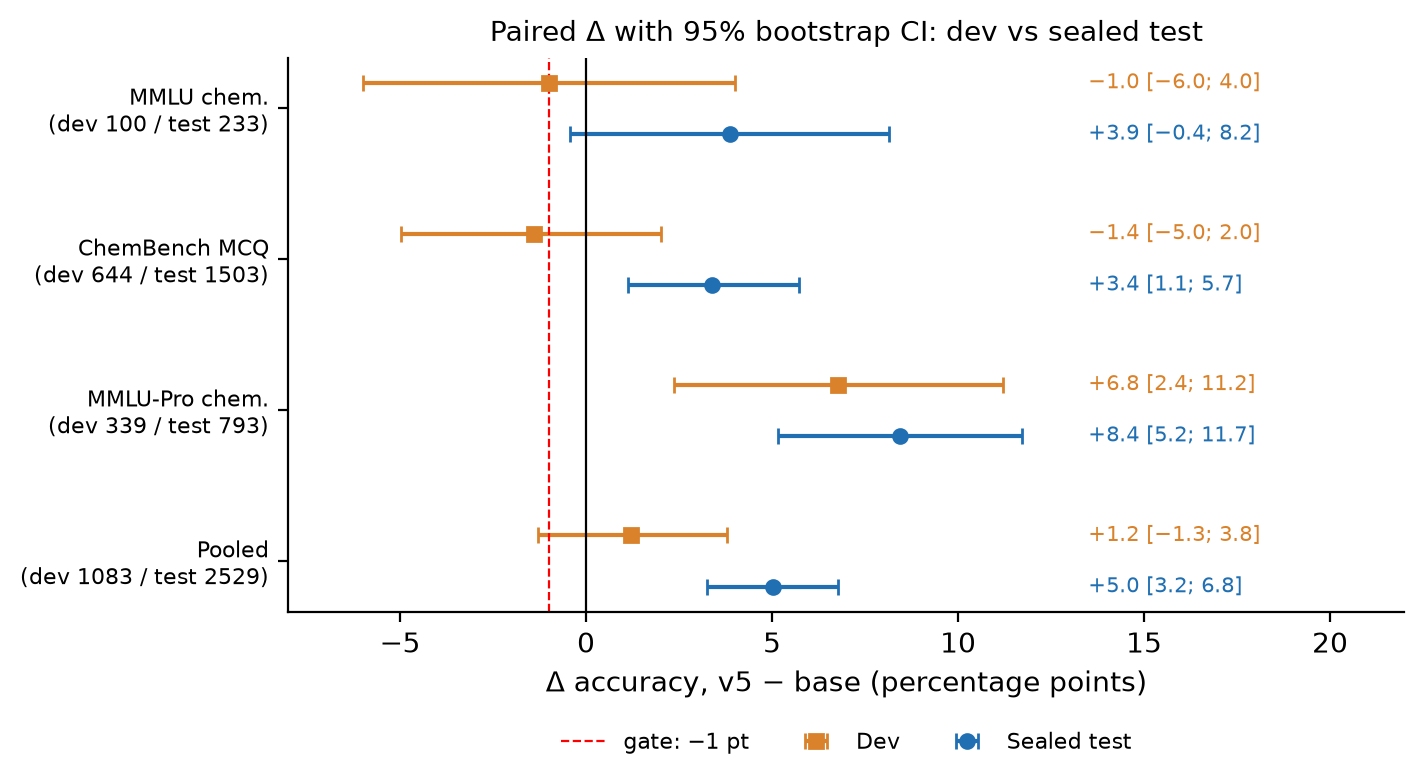 Paired Δ with 95% bootstrap CI: dev vs sealed test
MMLU chem.
(dev 100 / test 233)
−1.0 [−6.0; 4.0]
+3.9 [−0.4; 8.2]
ChemBench MCQ
(dev 644 / test 1503)
−1.4 [−5.0; 2.0]
+3.4 [1.1; 5.7]
MMLU-Pro chem.
(dev 339 / test 793)
+6.8 [2.4; 11.2]
+8.4 [5.2; 11.7]
Pooled
(dev 1083 / test 2529)
+1.2 [−1.3; 3.8]
+5.0 [3.2; 6.8]
−5 0 5 10 15 20
Δ accuracy, v5 − base (percentage points)
gate: −1 pt Dev Sealed test